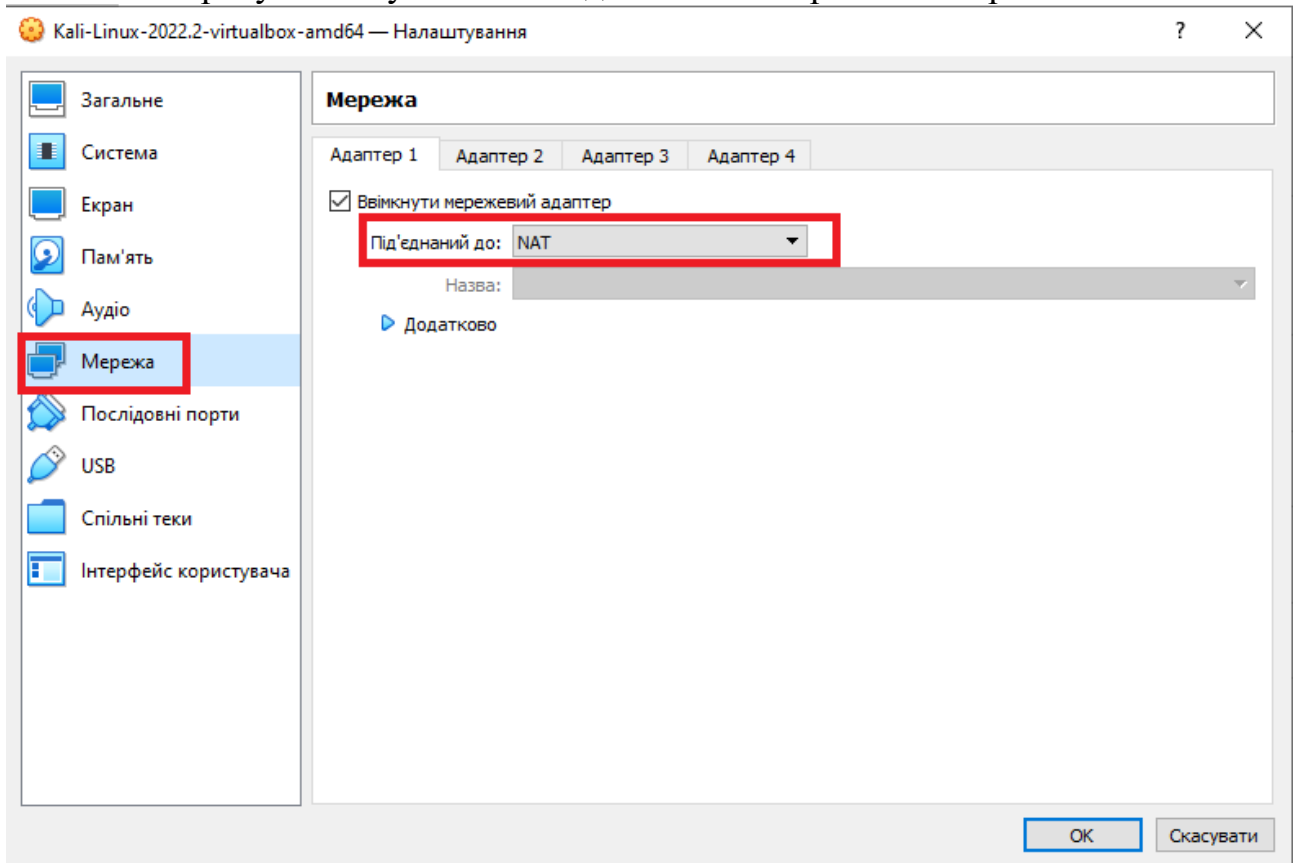 Kali-Linux-2022.2-virtualbox-amd64 — Налаштування
?
Загальне
Система
Екран
Пам'ять
Аудіо
Мережа
Послідовні порти
USB
Спільні теки
Інтерфейс користувача
Мережа
Адаптер 1 Адаптер 2 Адаптер 3 Адаптер 4
Ввімкнути мережевий адаптер
Під'єднаний до: NAT
Назва:
Додатково
OK Скасувати